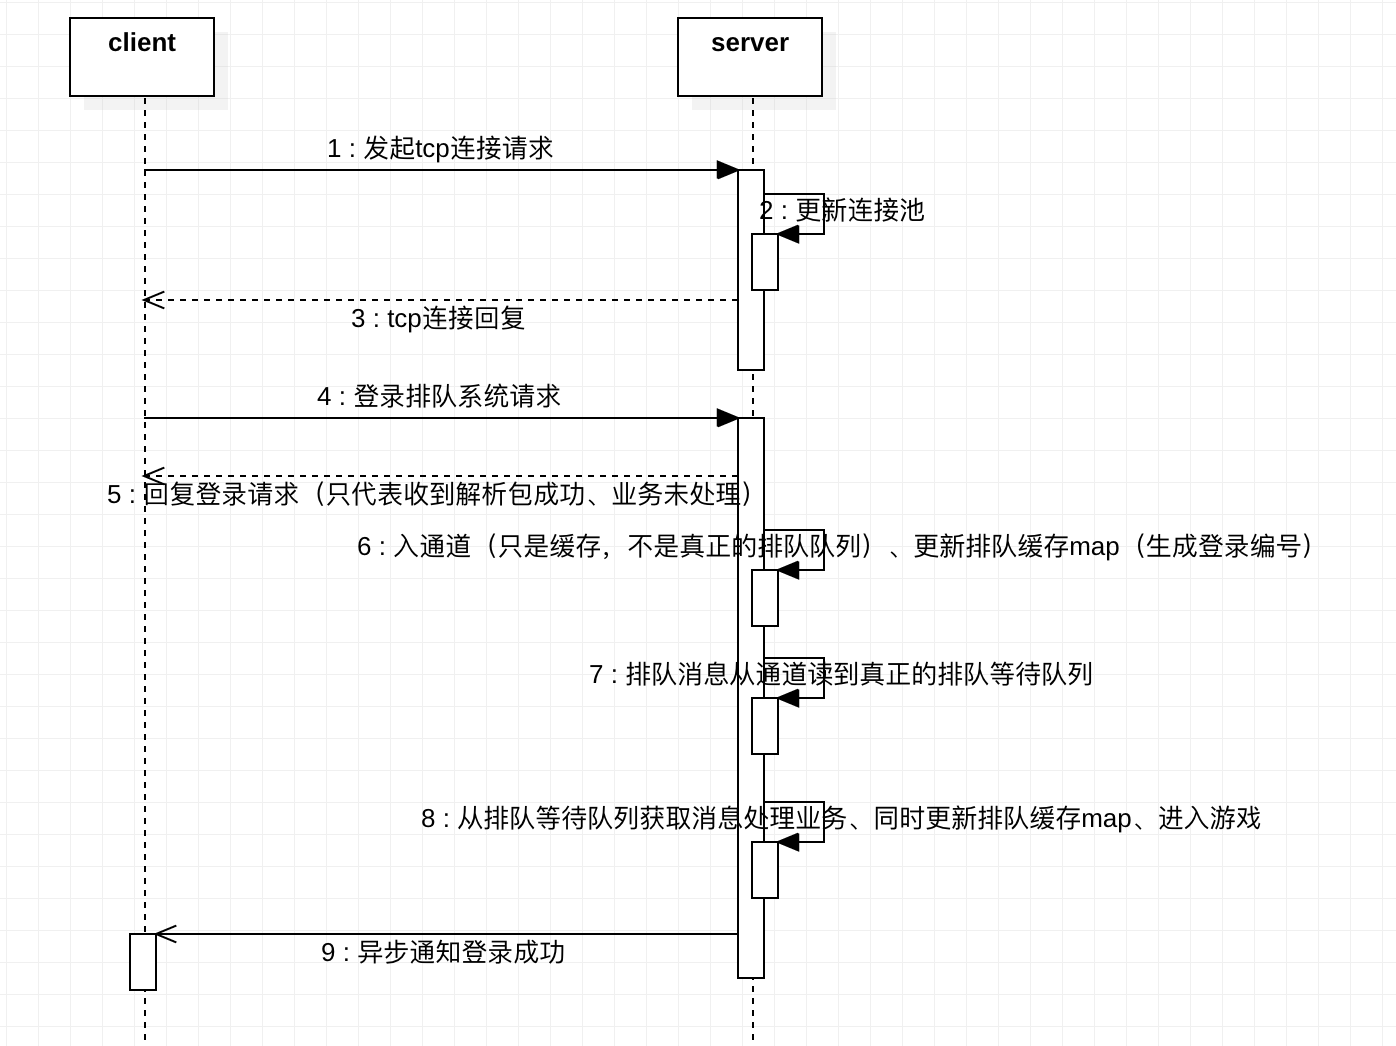 client
server
1 : 发起tcp连接请求
2 : 更新连接池
3 : tcp连接回复
4 : 登录排队系统请求
5 : 回复登录请求（只代表收到解析包成功、业务未处理）
6 : 入通道（只是缓存，不是真正的排队队列）、更新排队缓存map（生成登录编号）
7 : 排队消息从通道读到真正的排队等待队列
8 : 从排队等待队列获取消息处理业务、同时更新排队缓存map、进入游戏
9 : 异步通知登录成功